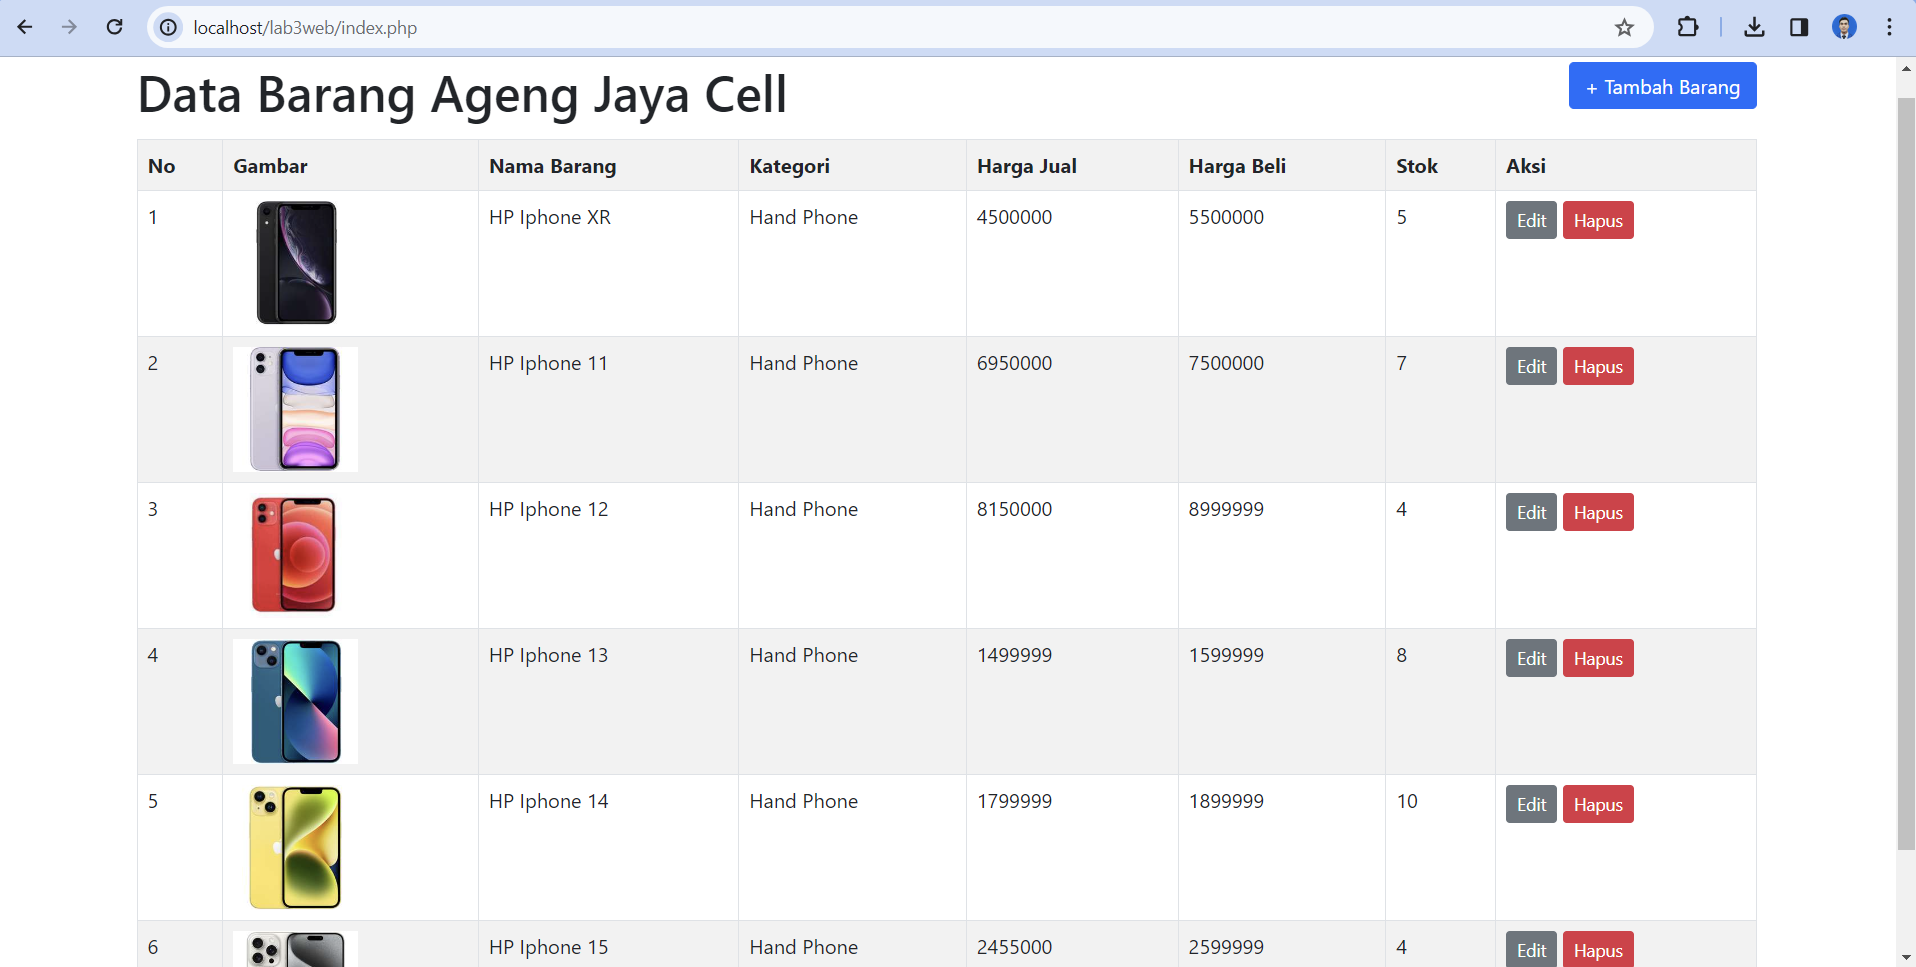 localhost/lab3web/index.php
Data Barang Ageng Jaya Cell
+ Tambah Barang
No Gambar Nama Barang Kategori Harga Jual Harga Beli Stok Aksi
1 HP Iphone XR Hand Phone 4500000 5500000 5 Edit Hapus
2 HP Iphone 11 Hand Phone 6950000 7500000 7 Edit Hapus
3 HP Iphone 12 Hand Phone 8150000 8999999 4 Edit Hapus
4 HP Iphone 13 Hand Phone 1499999 1599999 8 Edit Hapus
5 HP Iphone 14 Hand Phone 1799999 1899999 10 Edit Hapus
6 HP Iphone 15 Hand Phone 2455000 2599999 4 Edit Hapus